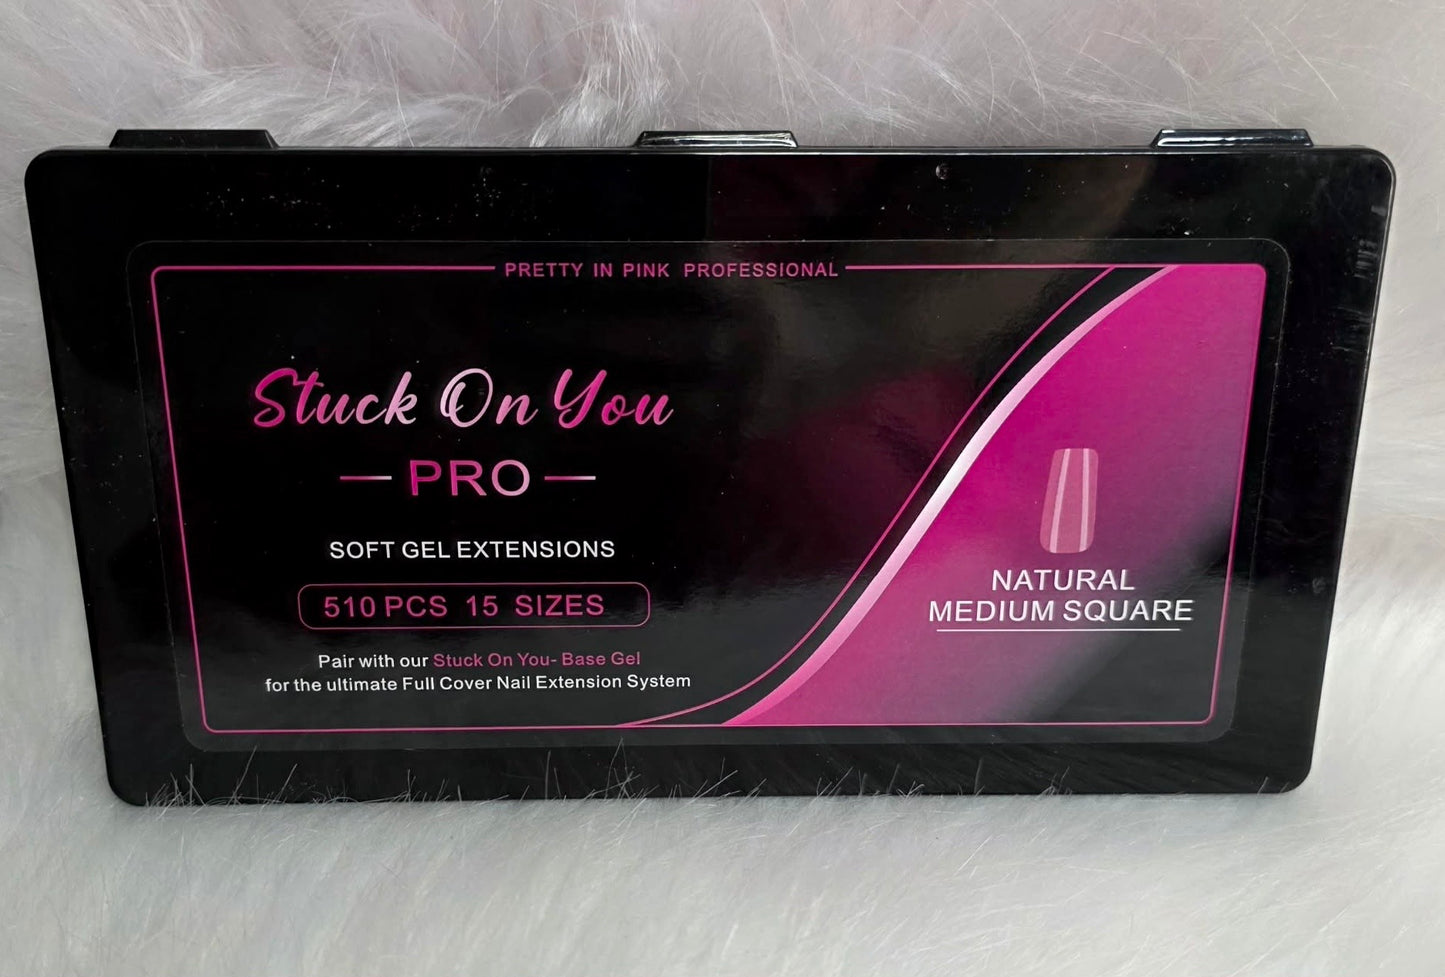 PRETTY IN PINK PROFESSIONAL
Stuck On You
PRO
SOFT GEL EXTENSIONS
510 PCS 15 SIZES
Pair with our Stuck On You- Base Gel
for the ultimate Full Cover Nail Extension System
NATURAL
MEDIUM SQUARE